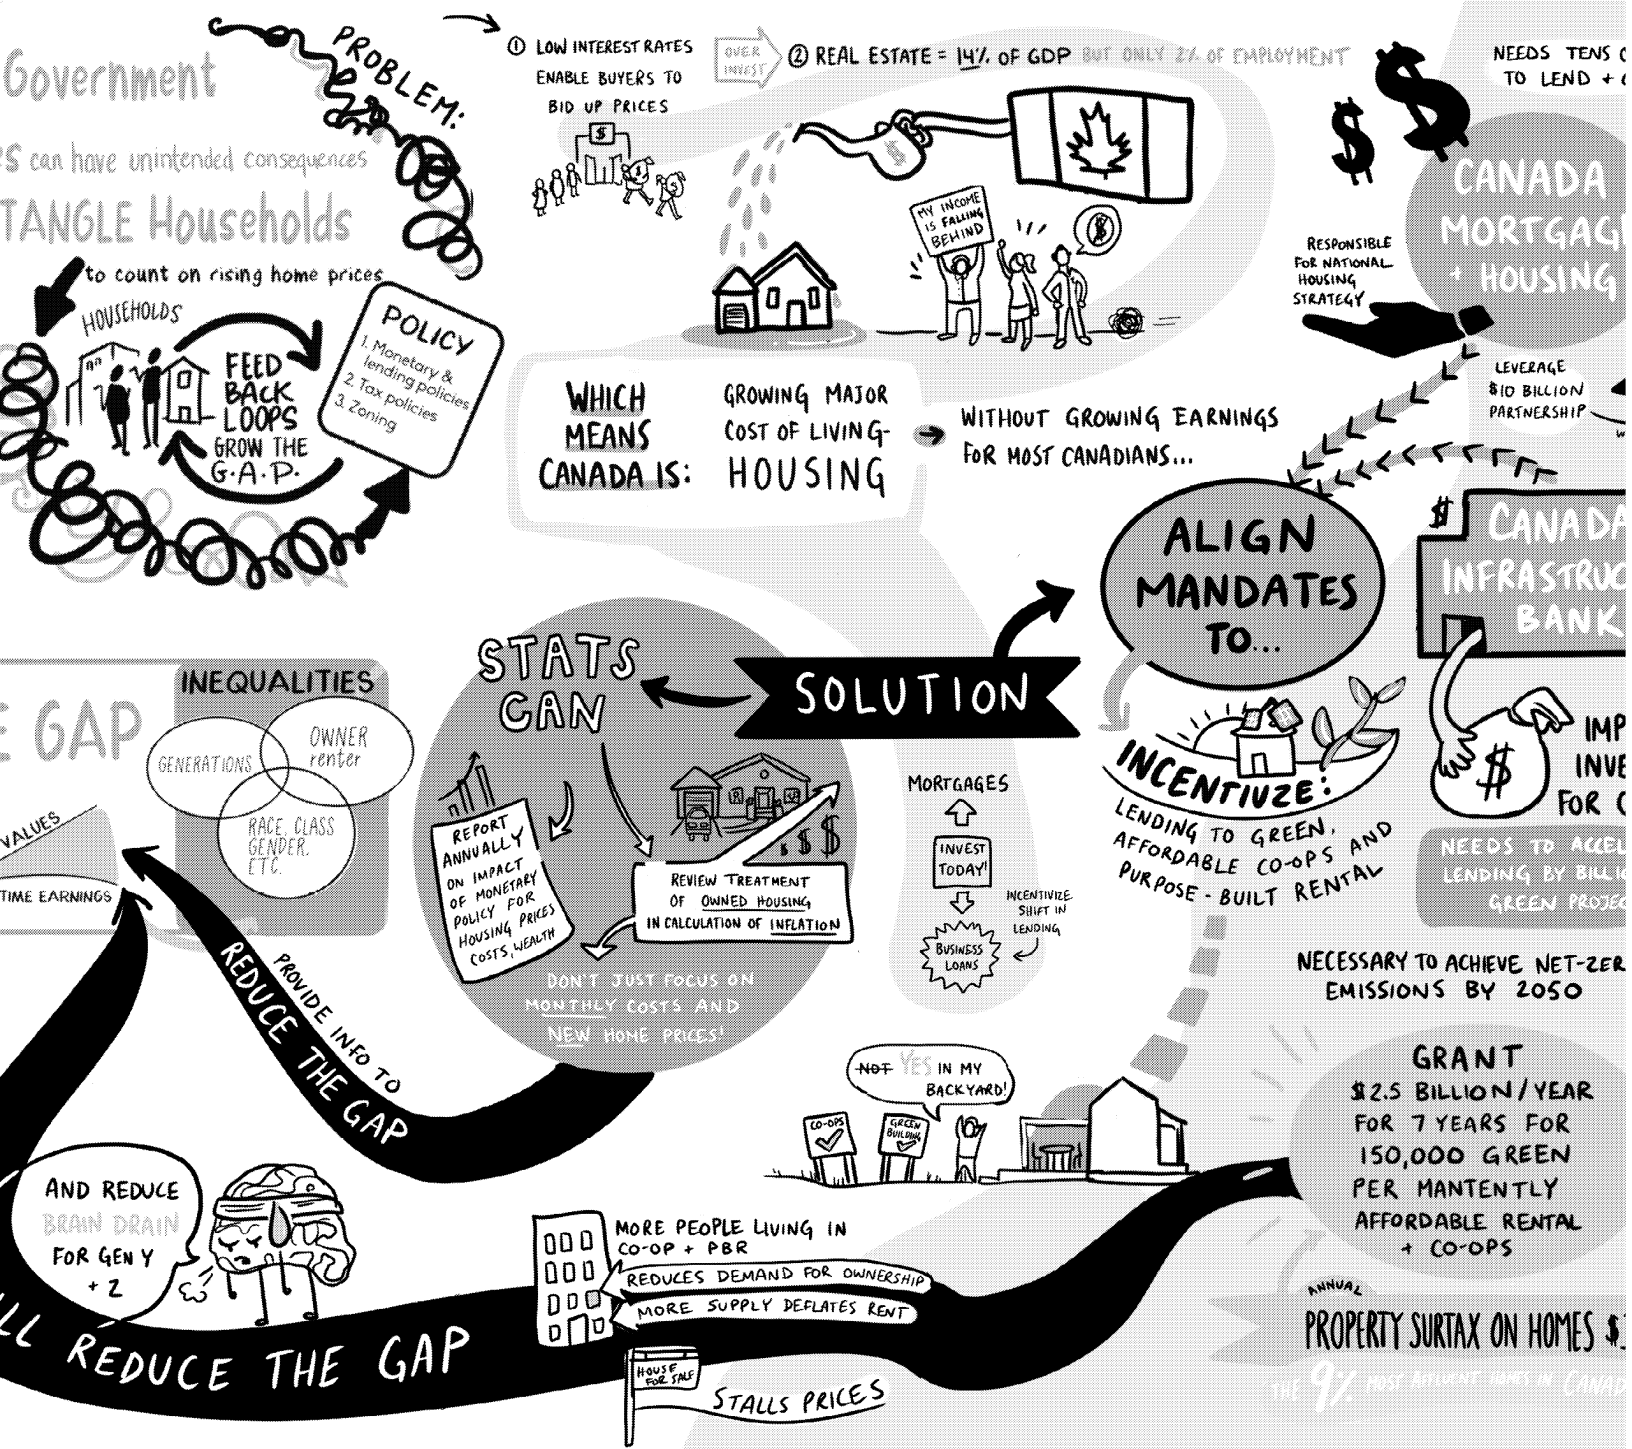 Government
can have unintended consequences
TANGLE Households
to count on rising home prices
PROBLEM:
HOUSEHOLDS
FEED
BACK
LOOPS
GROW THE
G.A.P.
POLICY
1. Monetary &
lending policies
2. Tax policies
3. Zoning
① LOW INTEREST RATES
ENABLE BUYERS TO
BID UP PRICES
$
OVER
INVEST
② REAL ESTATE = 14% OF GDP BUT ONLY 2% OF EMPLOYMENT
$
MY INCOME
IS FALLING
BEHIND
$
WHICH
MEANS
CANADA IS:
GROWING MAJOR
COST OF LIVING-
HOUSING
WITHOUT GROWING EARNINGS
FOR MOST CANADIANS...
$ $
NEEDS TENS
TO LEND +
CANADA
MORTGAG
+ HOUSING
RESPONSIBLE
FOR NATIONAL
HOUSING
STRATEGY
LEVERAGE
$10 BILLION
PARTNERSHIP
ALIGN
MANDATES
TO...
$
CANADA
INFRASTRUC
BANK
$
IMP
INVE
FOR C
NEEDS TO ACCEL
LENDING BY BILLI
GREEN PROJEC
NECESSARY TO ACHIEVE NET-ZER
EMISSIONS BY 2050
INCENTIVIZE:
LENDING TO GREEN,
AFFORDABLE CO-OPS AND
PURPOSE-BUILT RENTAL
SOLUTION
STATS
CAN
REPORT
ANNUALLY
ON IMPACT
OF MONETARY
POLICY FOR
HOUSING PRICES
COSTS, WEALTH
$ $ $
REVIEW TREATMENT
OF OWNED HOUSING
IN CALCULATION OF INFLATION
DON'T JUST FOCUS ON
MONTHLY COSTS AND
NEW HOME PRICES!
MORTGAGES
INVEST
TODAY!
INCENTIVIZE
SHIFT IN
LENDING
BUSINESS
LOANS
E GAP
INEQUALITIES
GENERATIONS
OWNER
renter
RACE, CLASS
GENDER,
ETC.
VALUES
TIME EARNINGS
PROVIDE INFO TO
REDUCE THE GAP
AND REDUCE
BRAIN DRAIN
FOR GEN Y
+ Z
LL REDUCE THE GAP
NOT YES IN MY
BACKYARD!
CO-OPS
GREEN
BUILDING
MORE PEOPLE LIVING IN
CO-OP + PBR
REDUCES DEMAND FOR OWNERSHIP
MORE SUPPLY DEFLATES RENT
HOUSE
FOR SALE
STALLS PRICES
GRANT
$2.5 BILLION/YEAR
FOR 7 YEARS FOR
150,000 GREEN
PERMANTENTLY
AFFORDABLE RENTAL
+ CO-OPS
ANNUAL
PROPERTY SURTAX ON HOMES $
THE 9% MOST AFFLUENT HOMES IN CANAD